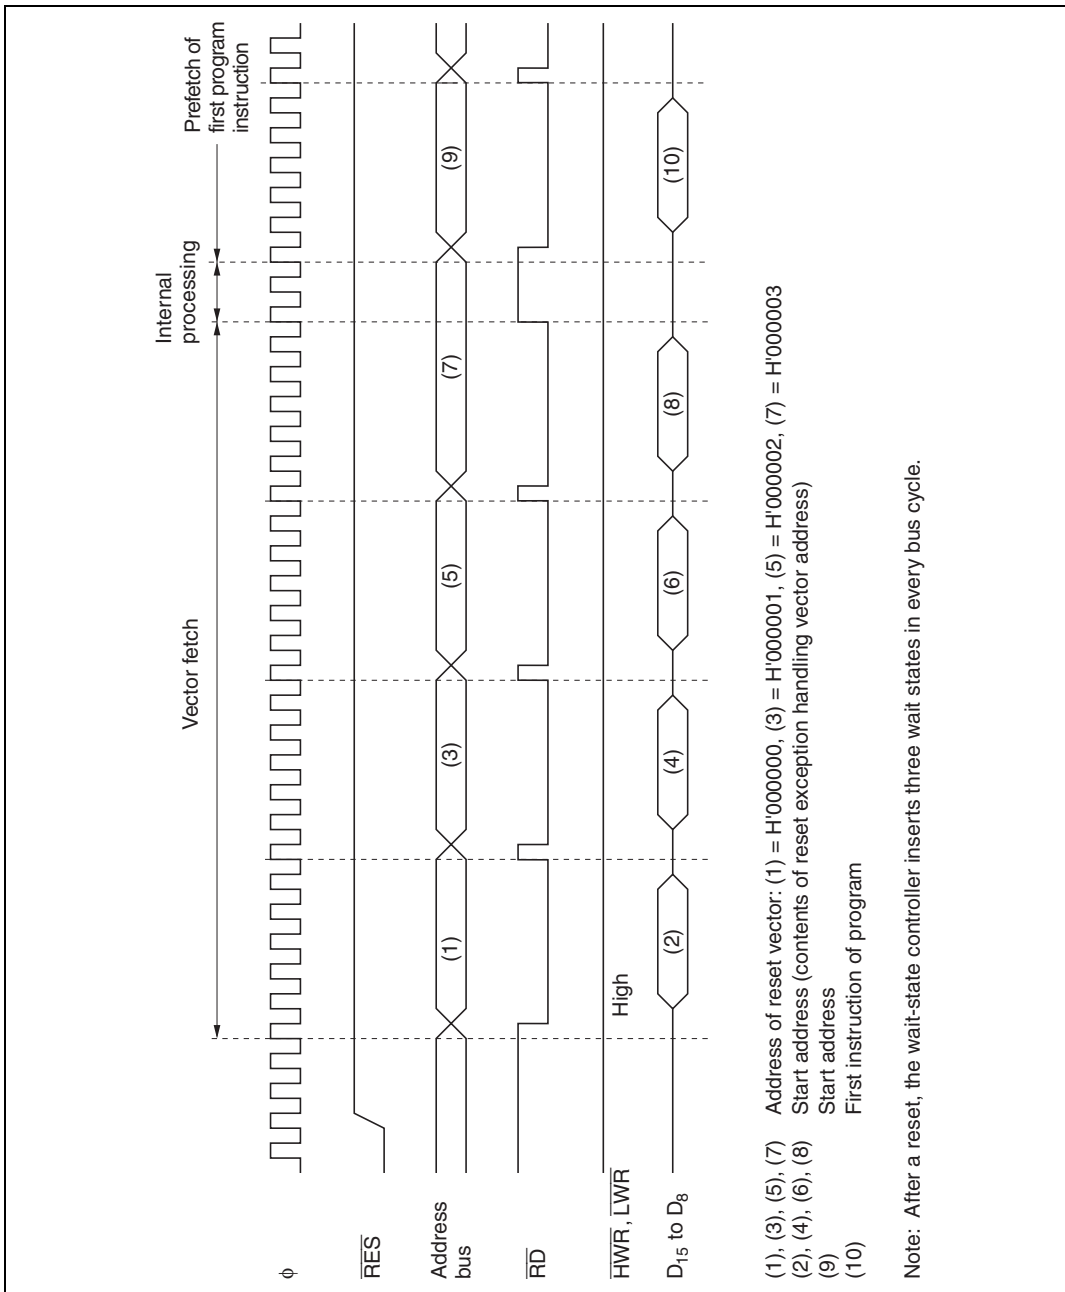 Vector fetch
Internal
processing
Prefetch of
first program
instruction
φ
RES
Address
bus
(1)
(3)
(5)
(7)
(9)
RD
HWR, LWR
High
D15 to D8
(2)
(4)
(6)
(8)
(10)
(1), (3), (5), (7) Address of reset vector: (1) = H'000000, (3) = H'000001, (5) = H'000002, (7) = H'000003
(2), (4), (6), (8) Start address (contents of reset exception handling vector address)
(9) Start address
(10) First instruction of program
Note: After a reset, the wait-state controller inserts three wait states in every bus cycle.